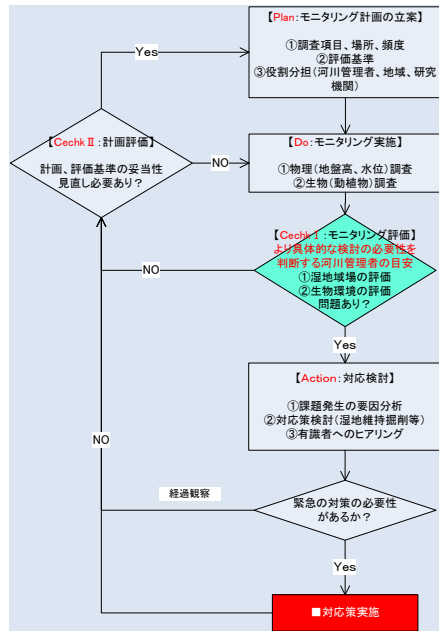 【Plan:モニタリング計画の立案】
①調査項目、場所、頻度
②評価基準
③役割分担(河川管理者、地域、研究
機関)
Yes
【CechkⅡ:計画評価】
計画、評価基準の妥当性
見直し必要あり?
NO
【Do:モニタリング実施】
①物理(地盤高、水位)調査
②生物(動植物)調査
【CechkⅠ:モニタリング評価】
より具体的な検討の必要性を
判断する河川管理者の目安
①湿地域場の評価
②生物環境の評価
問題あり?
NO
Yes
【Action:対応検討】
①課題発生の要因分析
②対応策検討(湿地維持掘削等)
③有識者へのヒアリング
NO
経過観察
緊急の対策の必要性
があるか?
Yes
■対応策実施